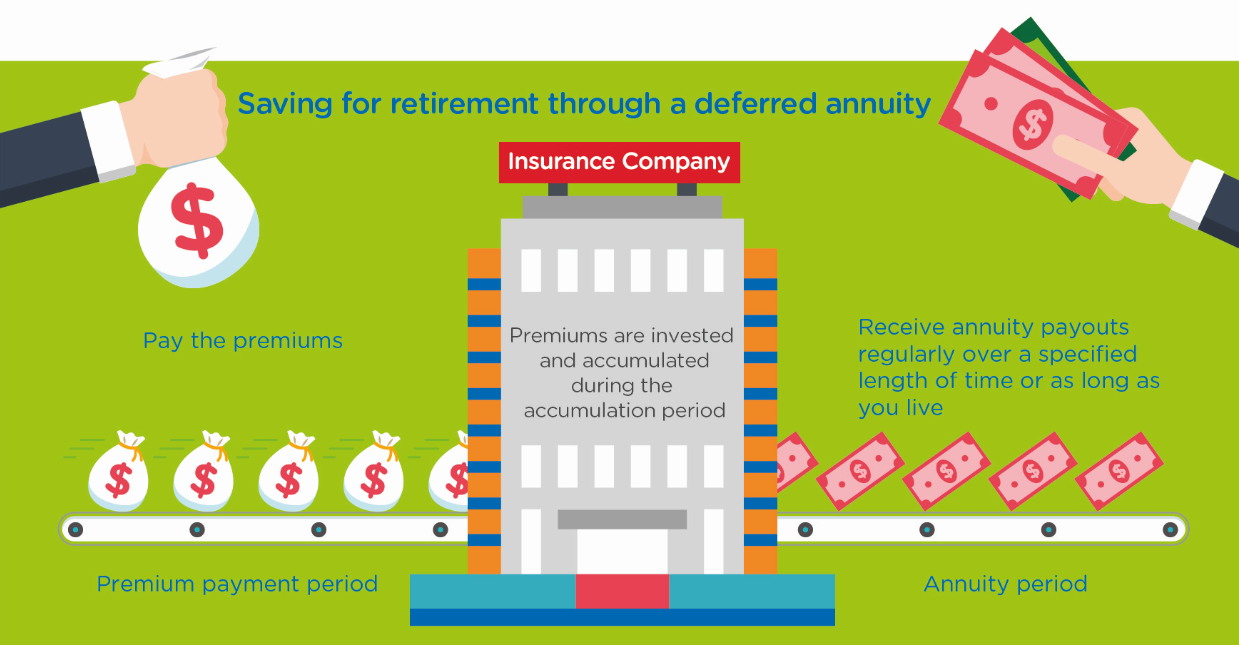 Saving for retirement through a deferred annuity
Insurance Company
$
$
Pay the premiums
Premiums are invested
and accumulated
during the
accumulation period
Receive annuity payouts
regularly over a specified
length of time or as long as
you live
$ $ $ $ $
$ $ $ $
Premium payment period
Annuity period